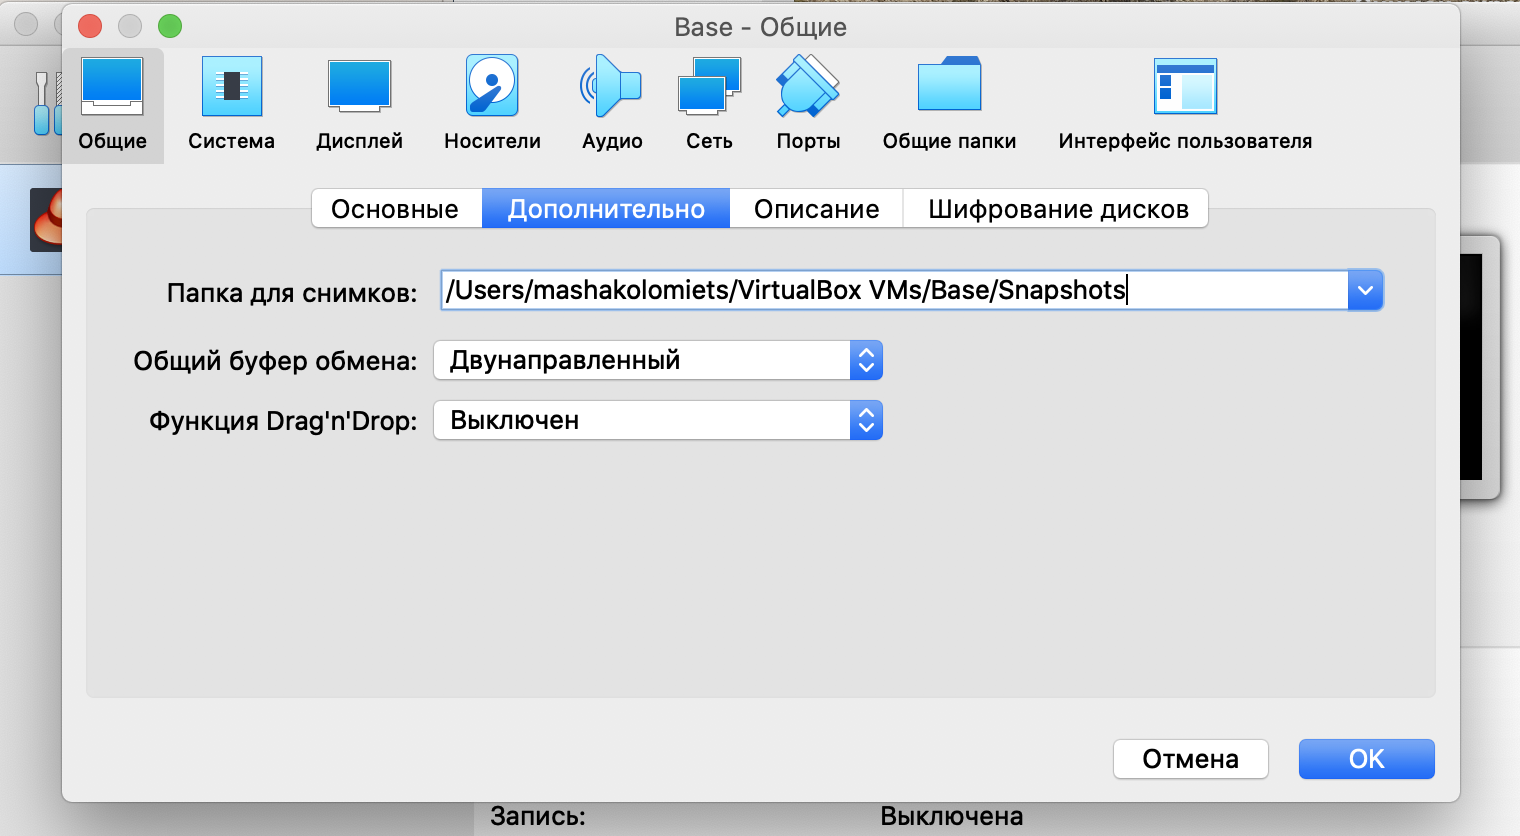 Base - Общие
Общие Система Дисплей Носители Аудио Сеть Порты Общие папки Интерфейс пользователя
Основные Дополнительно Описание Шифрование дисков
Папка для снимков: /Users/mashakolomiets/VirtualBox VMs/Base/Snapshots
Общий буфер обмена: Двунаправленный
Функция Drag'n'Drop: Выключен
Отмена OK
Запись: Выключена